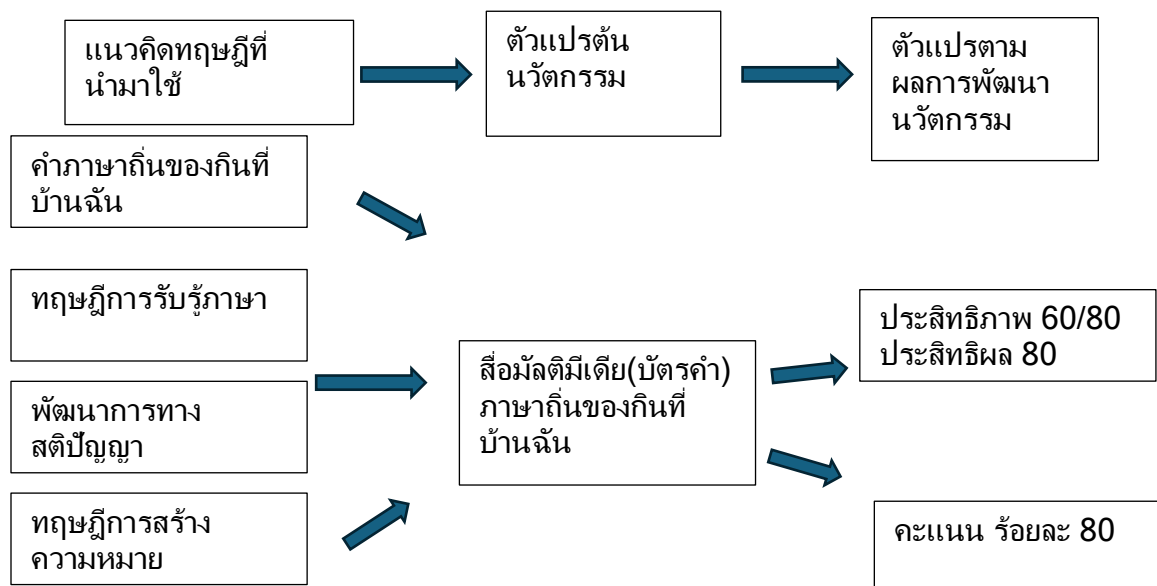 แนวคิดทฤษฎีที่
นำมาใช้
ตัวแปรต้น
นวัตกรรม
ตัวแปรตาม
ผลการพัฒนา
นวัตกรรม
คำภาษาถิ่นของกินที่
บ้านฉัน
ทฤษฎีการรับรู้ภาษา
พัฒนาการทาง
สติปัญญา
ทฤษฎีการสร้าง
ความหมาย
สื่อมัลติมีเดีย(บัตรคำ)
ภาษาถิ่นของกินที่
บ้านฉัน
ประสิทธิภาพ 60/80
ประสิทธิผล 80
คะแนน ร้อยละ 80